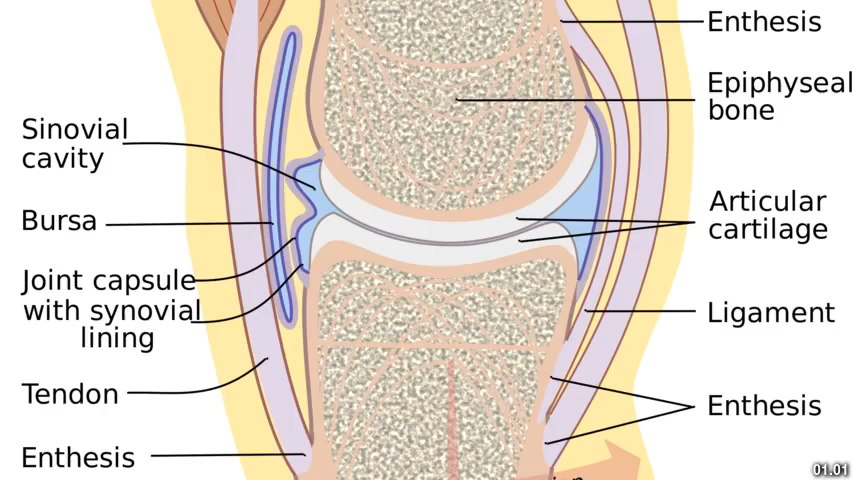 Enthesis
Epiphyseal
bone
Sinovial
cavity
Articular
cartilage
Bursa
Joint capsule
with synovial
lining
Ligament
Tendon
Enthesis
Enthesis
01.01